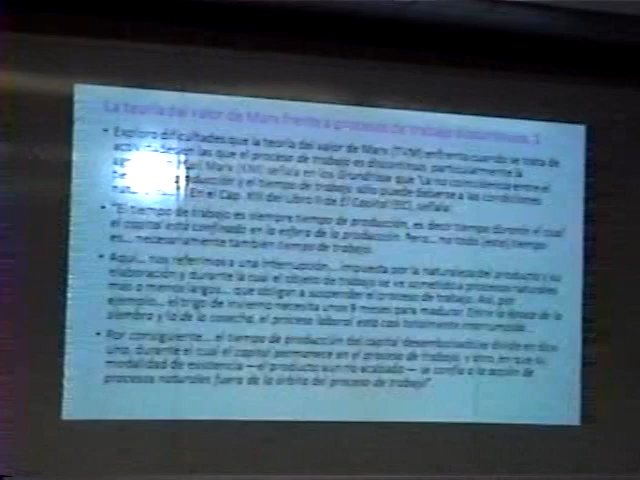 La teoría del valor de Marx frente a procesos de trabajo discontinuos. 1
• Exploro dificultades que la teoría del valor de Marx (TVM) enfrenta cuando se trata de
en las que el proceso de trabajo es discontinuo, particularmente la
Marx (KM) señala en los Grundrisse que "La no coincidencia entre el
y el tiempo de trabajo sólo puede deberse a las condiciones
En el Cap. XIII del Libro II de El Capital señala:
• "El tiempo de trabajo es siempre tiempo de producción, es decir tiempo durante el cual
el capital está confinado en la esfera de la producción. Pero... no todo [este] tiempo
es... necesariamente también tiempo de trabajo.
• Aquí... nos referimos a una interrupción... impuesta por la naturaleza del producto y su
elaboración y durante la cual el objeto de trabajo se ve sometido a procesos naturales
más o menos largos... que obligan a suspender el proceso de trabajo. Así, por
ejemplo... el trigo de invierno necesita unos 9 meses para madurar. Entre la época de la
siembra y la de la cosecha, el proceso laboral está casi totalmente interrumpido...
• Por consiguiente... el tiempo de producción del capital desembolsado se divide en dos:
uno, durante el cual el capital permanece en el proceso de trabajo, y otro, en que su
modalidad de existencia —el producto aun no acabado— se confía a la acción de
procesos naturales fuera de la órbita del proceso de trabajo".